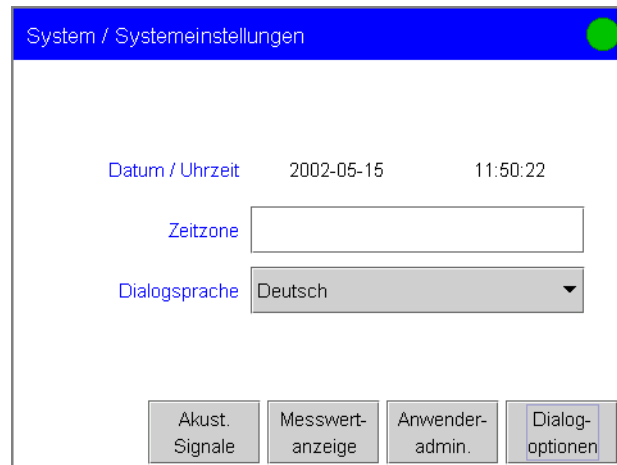 System / Systemeinstellungen
Datum / Uhrzeit 2002-05-15 11:50:22
Zeitzone
Dialogsprache Deutsch
Akust. Messwert- Anwender- Dialog-
Signale anzeige admin. optionen